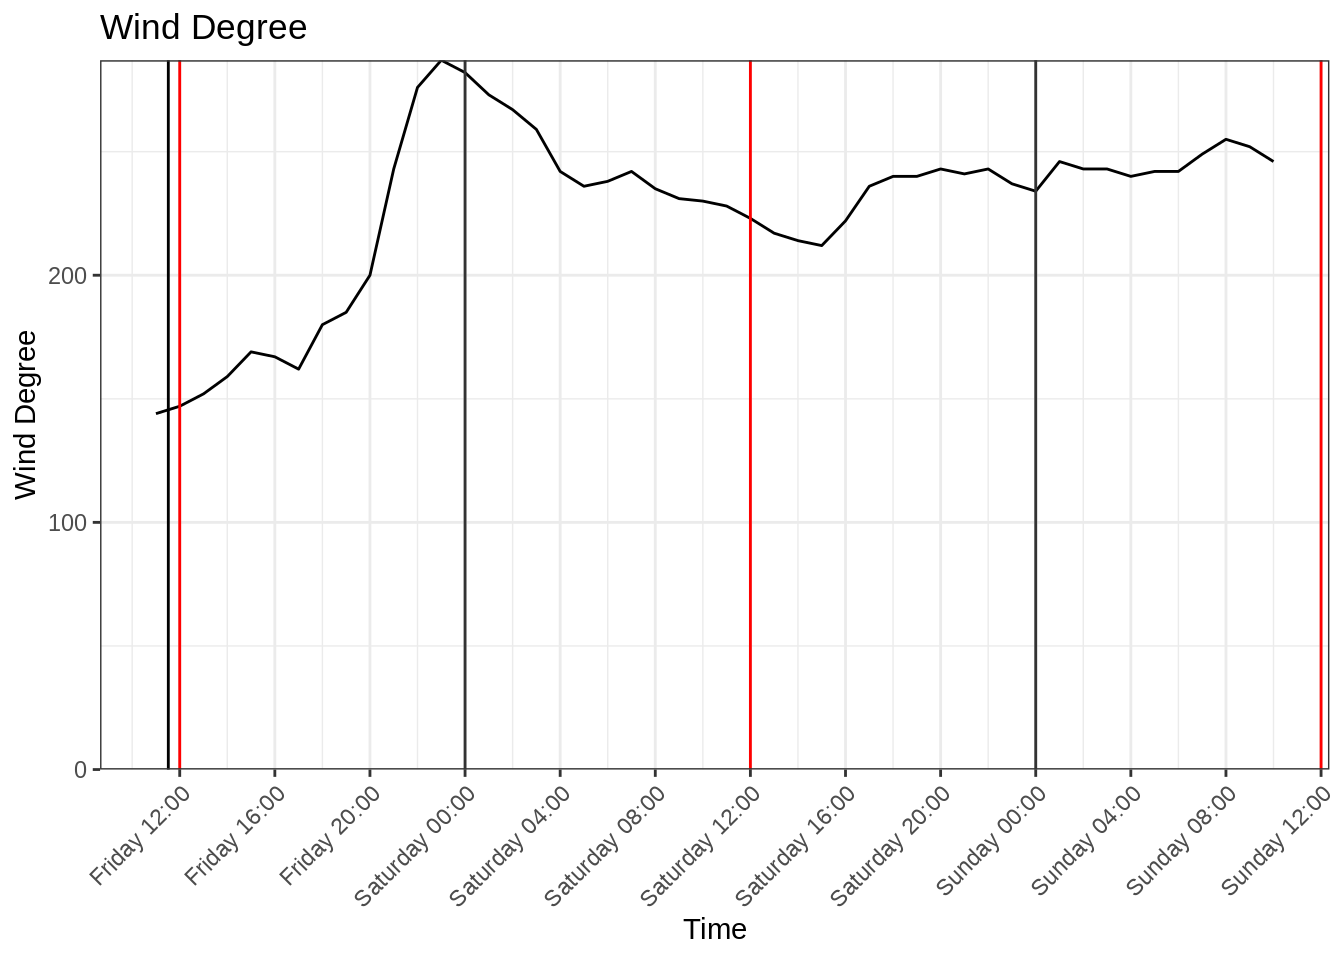 Wind Degree
Wind Degree
200
100
0
Friday 12:00
Friday 16:00
Friday 20:00
Saturday 00:00
Saturday 04:00
Saturday 08:00
Saturday 12:00
Saturday 16:00
Saturday 20:00
Sunday 00:00
Sunday 04:00
Sunday 08:00
Sunday 12:00
Time